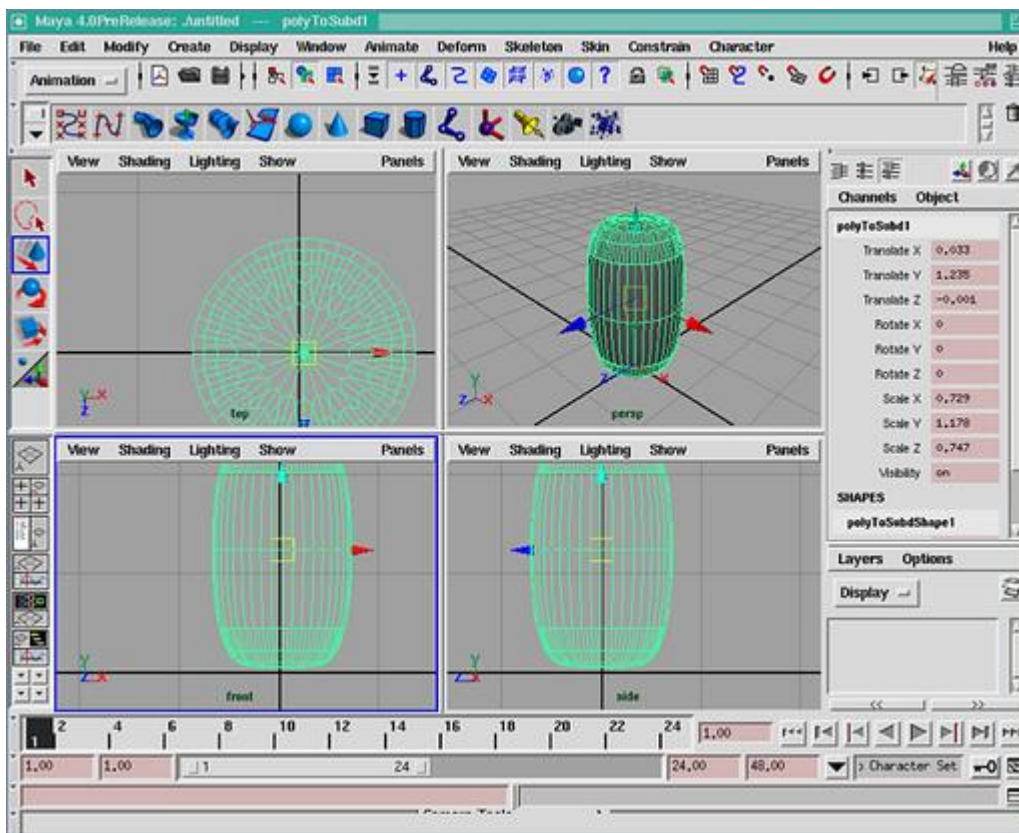 Maya 4.0PreRelease: ./untitled --- polyToSubd1
File Edit Modify Create Display Window Animate Deform Skeleton Skin Constrain Character Help
Animation
View Shading Lighting Show Panels
View Shading Lighting Show Panels
Channels Object
polyToSubd1
Translate X 0.033
Translate Y 1.235
Translate Z -0.001
Rotate X 0
Rotate Y 0
Rotate Z 0
Scale X 0.729
Scale Y 1.178
Scale Z 0.747
Visibility on
SHAPES
polyToSubdShape1
top
persp
View Shading Lighting Show Panels
View Shading Lighting Show Panels
Layers Options
Display
front
side
<< >>
1 2 4 6 8 10 12 14 16 18 20 22 24 1.00
1.00 1.00 1 24 24.00 48.00 Character Set